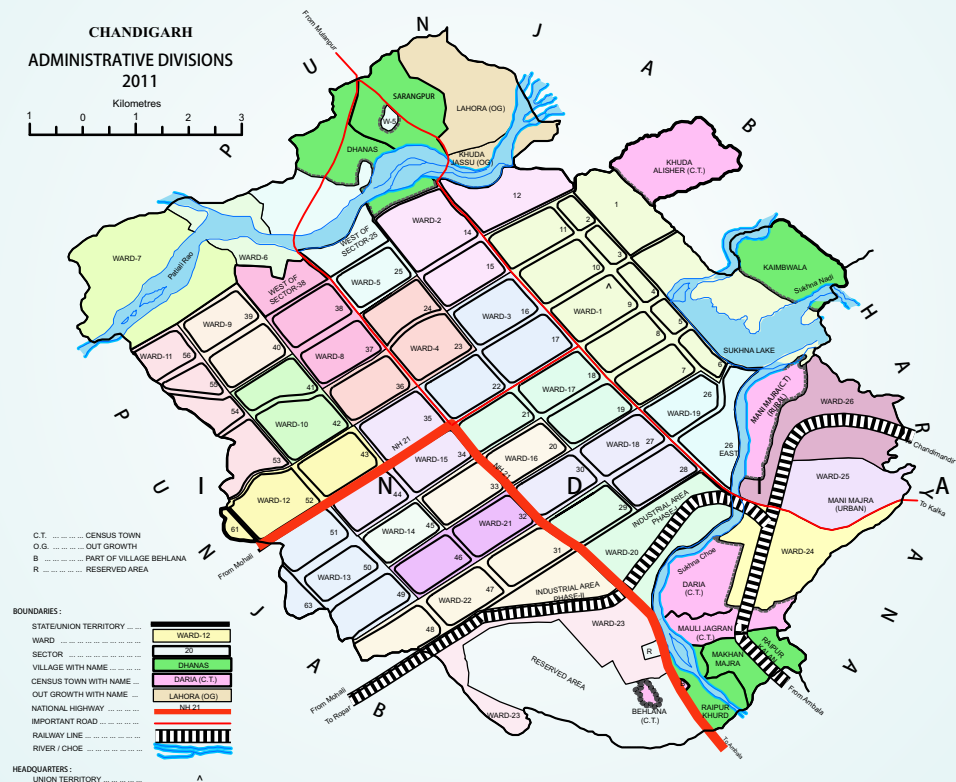 CHANDIGARH
ADMINISTRATIVE DIVISIONS
2011
Kilometres
1 0 1 2 3
From Mulanpur
P U N J A B
SARANGPUR
W-5
LAHORA (OG)
DHANAS
KHUDA
JASSU (OG)
KHUDA
ALISHER (C.T.)
12
1
2
WARD-2
WARD-7
WEST OF
SECTOR-25
14
11
3
WARD-6
Patiali Rao
KAIMBWALA
Sukhna Nadi
WEST OF
SECTOR-38
WARD-5
25
15
10
^
9
4
38
24
WARD-3
16
WARD-1
8
5
WARD-9
39
SUKHNA LAKE
WARD-11
56
40
WARD-8
37
WARD-4
23
17
7
6
55
41
36
22
WARD-17
18
26
MANI MAJRA (C.T)
(RURAL)
WARD-26
54
WARD-10
42
35
21
19
WARD-19
26
EAST
Chandimandir
NH 21
WARD-15
34
WARD-16
20
WARD-18
27
53
43
NH 21
30
28
WARD-25
MANI MAJRA
(URBAN)
To Kalka
H A R Y A N A
I N D I A
WARD-12
52
44
33
61
51
WARD-14
45
WARD-21
32
29
INDUSTRIAL AREA
PHASE-I
From Mohali
WARD-13
50
46
31
WARD-20
WARD-24
Sukhna Choe
63
49
WARD-22
47
INDUSTRIAL AREA
PHASE-II
DARIA
(C.T.)
48
WARD-23
MAULI JAGRAN
(C.T.)
RAIPUR
KALAN
R
MAKHAN
MAJRA
RESERVED AREA
From Mohali
To Ropar
From Ambala
BEHLANA
(C.T.)
RAIPUR
KHURD
WARD-23
To Ambala
P U N J A B
C.T. ... ... ... ... CENSUS TOWN
O.G. ... ... ... ... OUT GROWTH
B ... ... ... ... ... PART OF VILLAGE BEHLANA
R ... ... ... ... ... RESERVED AREA
BOUNDARIES :
STATE/UNION TERRITORY ... ...
WARD ... ... ... ... ... ... ... ... WARD-12
SECTOR ... ... ... ... ... ... ... 20
VILLAGE WITH NAME ... ... ... DHANAS
CENSUS TOWN WITH NAME ... DARIA (C.T.)
OUT GROWTH WITH NAME ... LAHORA (OG)
NATIONAL HIGHWAY ... ... ... NH 21
IMPORTANT ROAD ... ... ... ...
RAILWAY LINE ... ... ... ... ...
RIVER / CHOE ... ... ... ... ...
HEADQUARTERS :
UNION TERRITORY ... ... ... ... ^